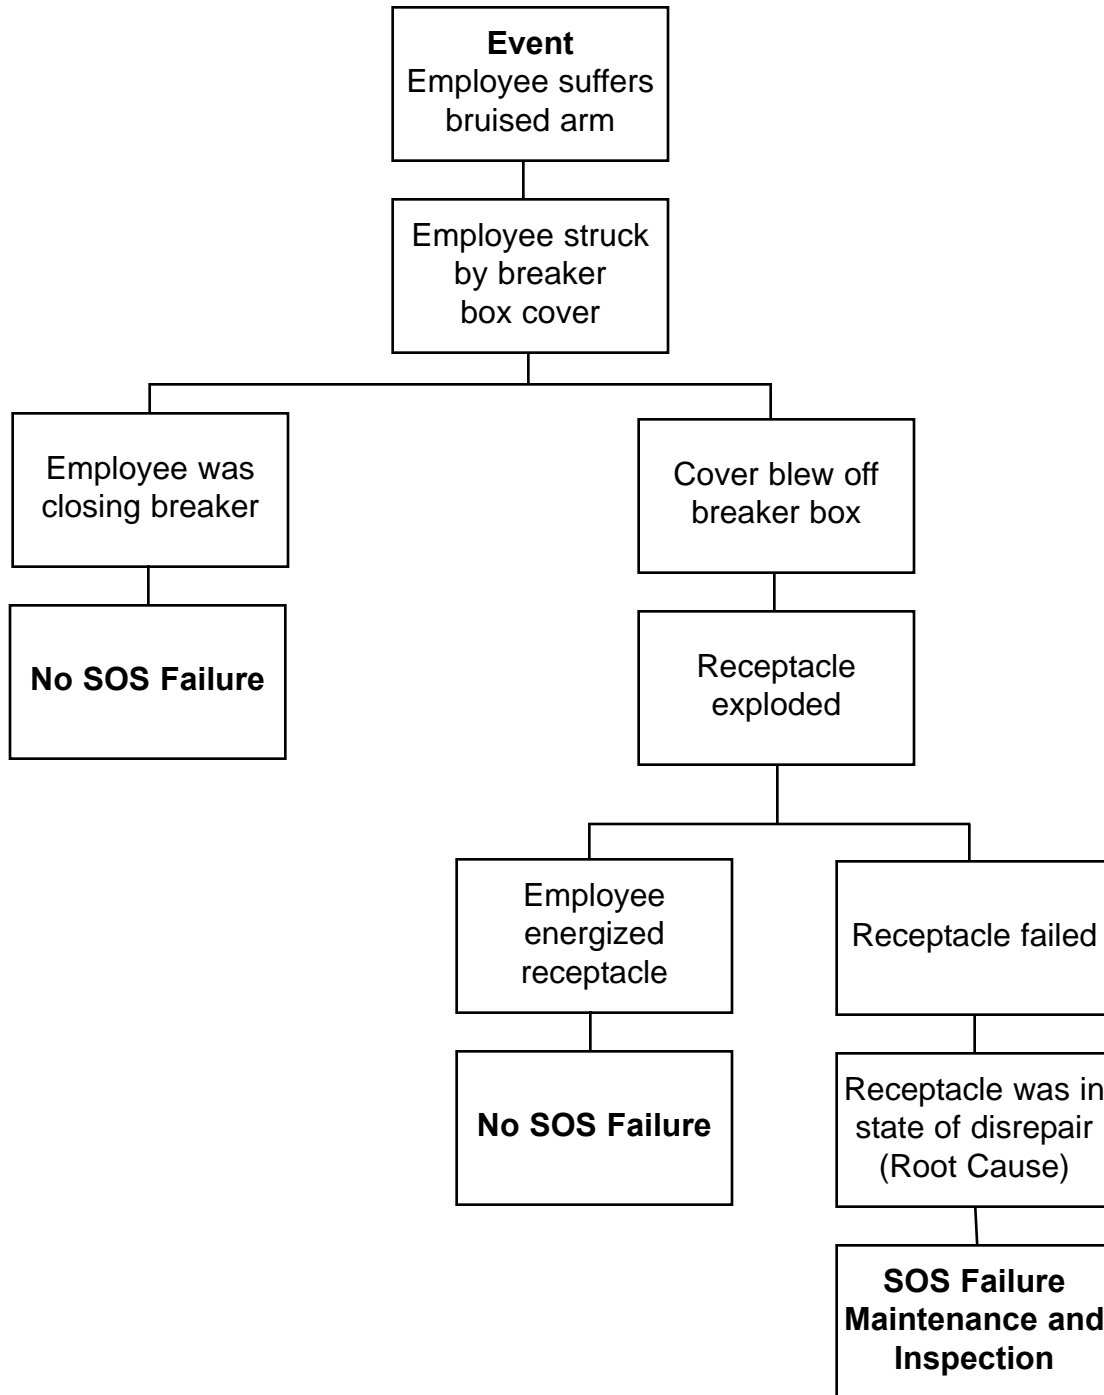 Event
Employee suffers
bruised arm
Employee struck
by breaker
box cover
Employee was
closing breaker
Cover blew off
breaker box
No SOS Failure
Receptacle
exploded
Employee
energized
receptacle
Receptacle failed
No SOS Failure
Receptacle was in
state of disrepair
(Root Cause)
SOS Failure
Maintenance and
Inspection